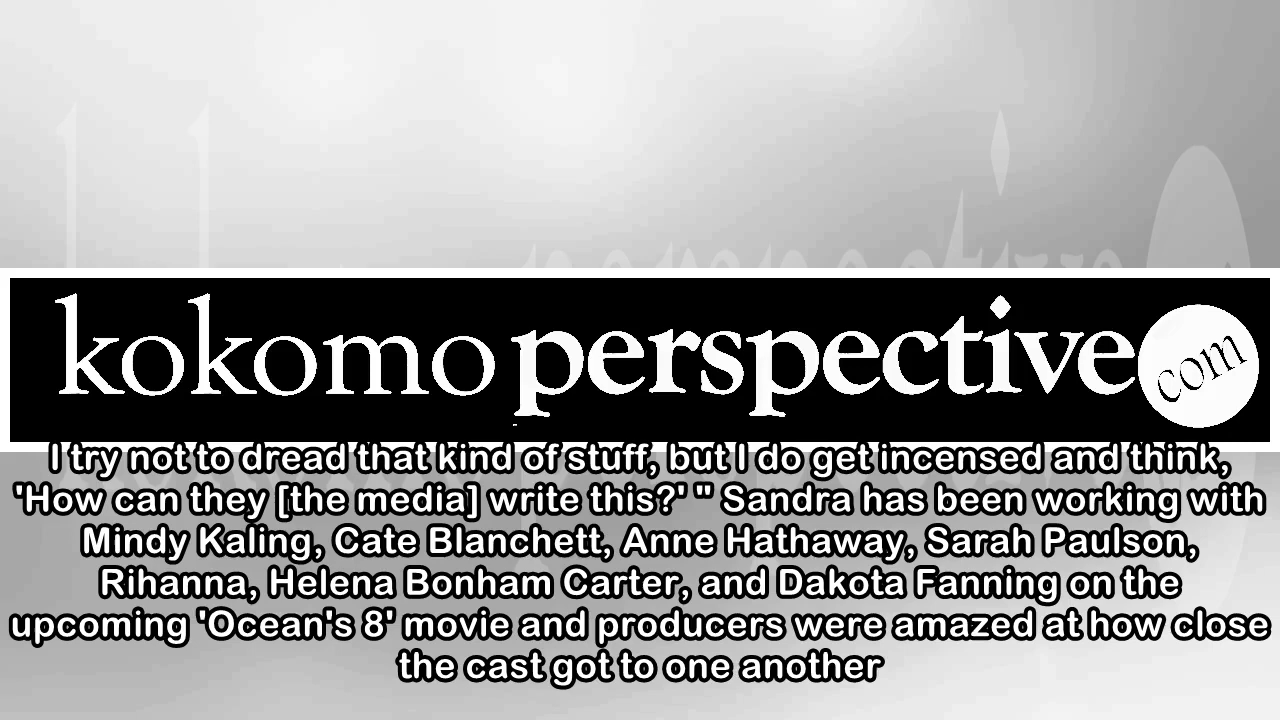 kokomo perspective com
I try not to dread that kind of stuff, but I do get incensed and think,
'How can they [the media] write this?' " Sandra has been working with
Mindy Kaling, Cate Blanchett, Anne Hathaway, Sarah Paulson,
Rihanna, Helena Bonham Carter, and Dakota Fanning on the
upcoming 'Ocean's 8' movie and producers were amazed at how close
the cast got to one another